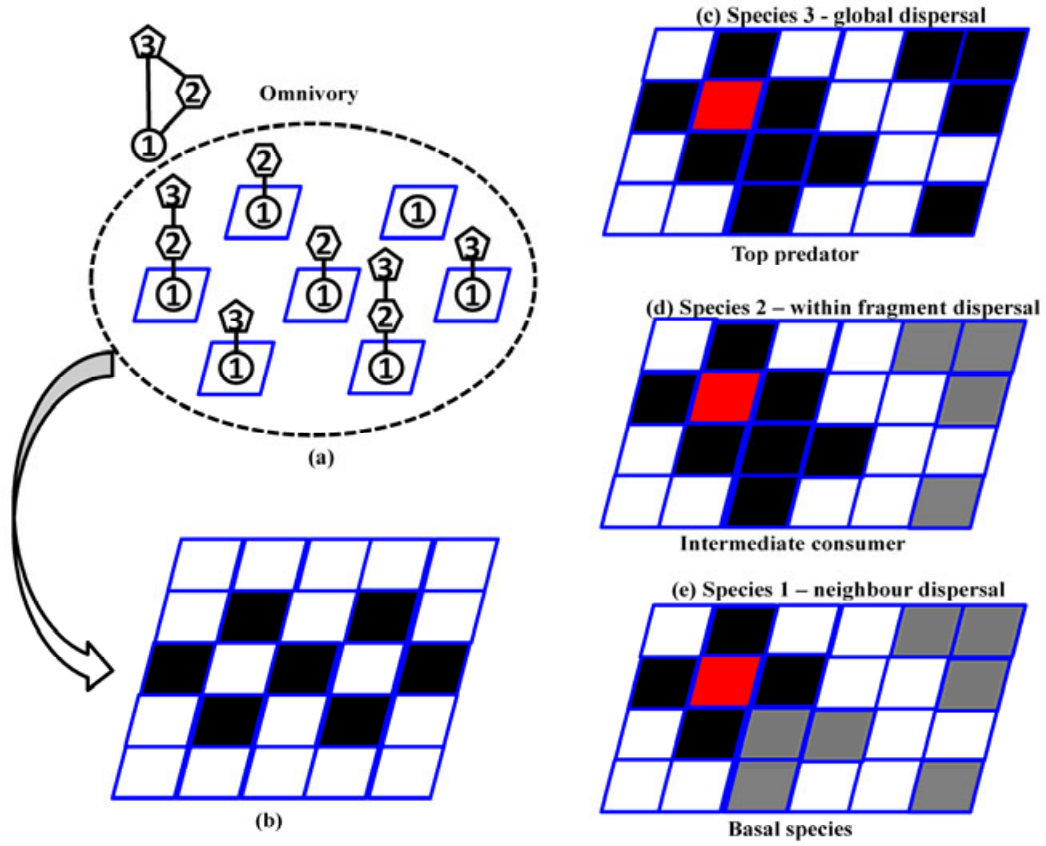 3
2
1
Omnivory
2
1
1
3
2
1
2
1
3
1
3
2
1
3
1
(a)
(b)
(c) Species 3 - global dispersal
Top predator
(d) Species 2 – within fragment dispersal
Intermediate consumer
(e) Species 1 – neighbour dispersal
Basal species